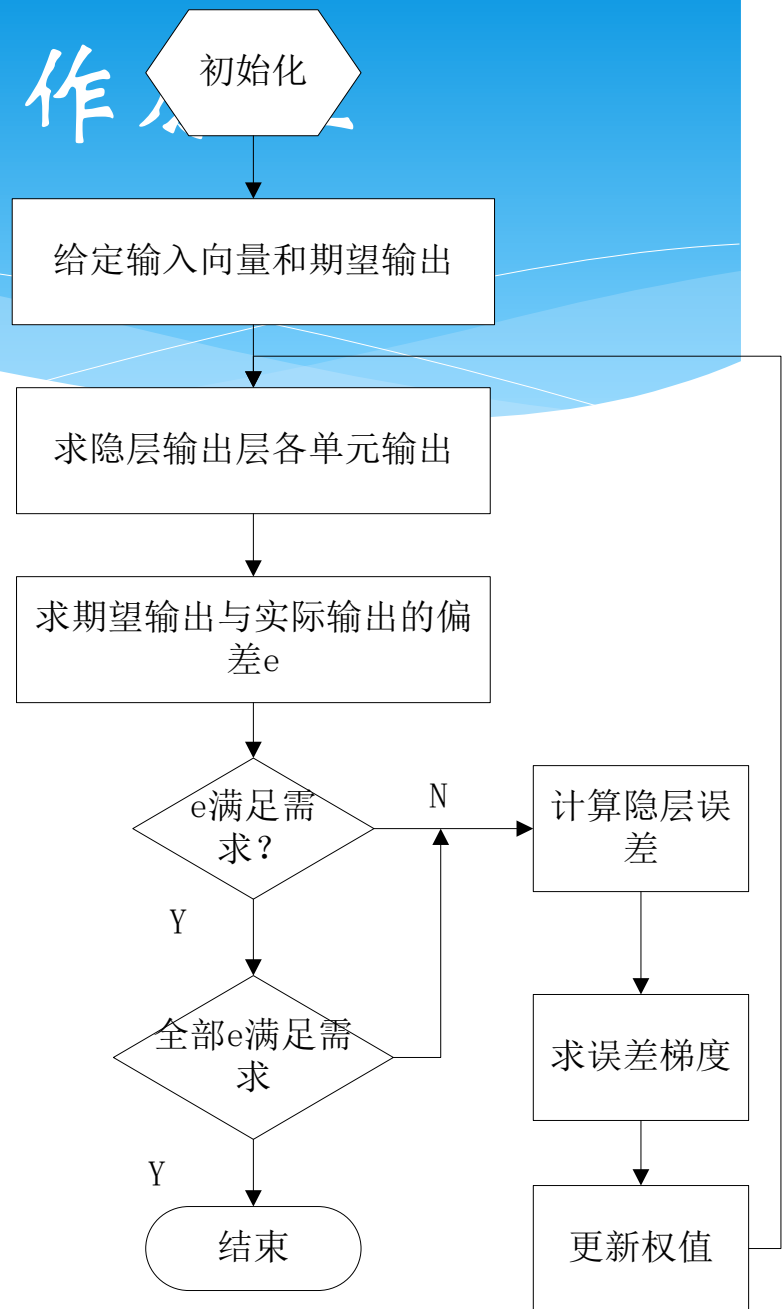 作
初始化
给定输入向量和期望输出
求隐层输出层各单元输出
求期望输出与实际输出的偏
差e
e满足需
求?
N
计算隐层误
差
Y
全部e满足需
求
求误差梯度
Y
结束
更新权值